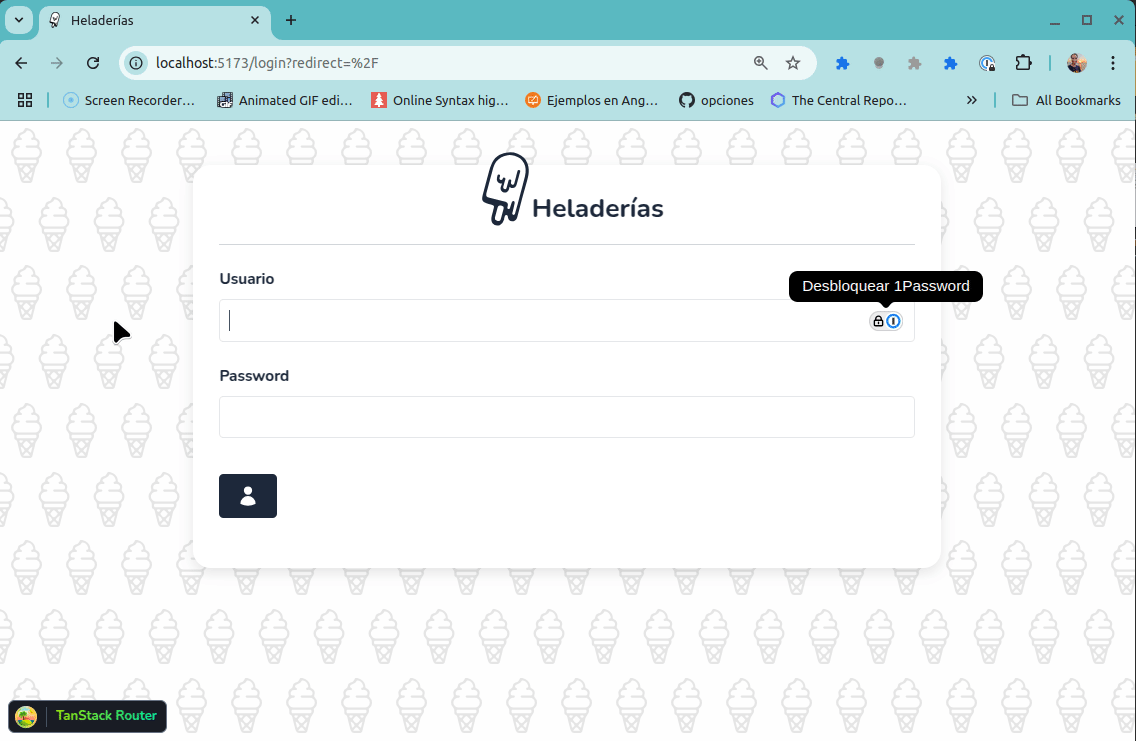 Heladerías
localhost:5173/login?redirect=%2F
Screen Recorder… Animated GIF edi… Online Syntax hig… Ejemplos en Ang… opciones The Central Repo… » All Bookmarks
Heladerías
Usuario
Desbloquear 1Password
Password
TanStack Router